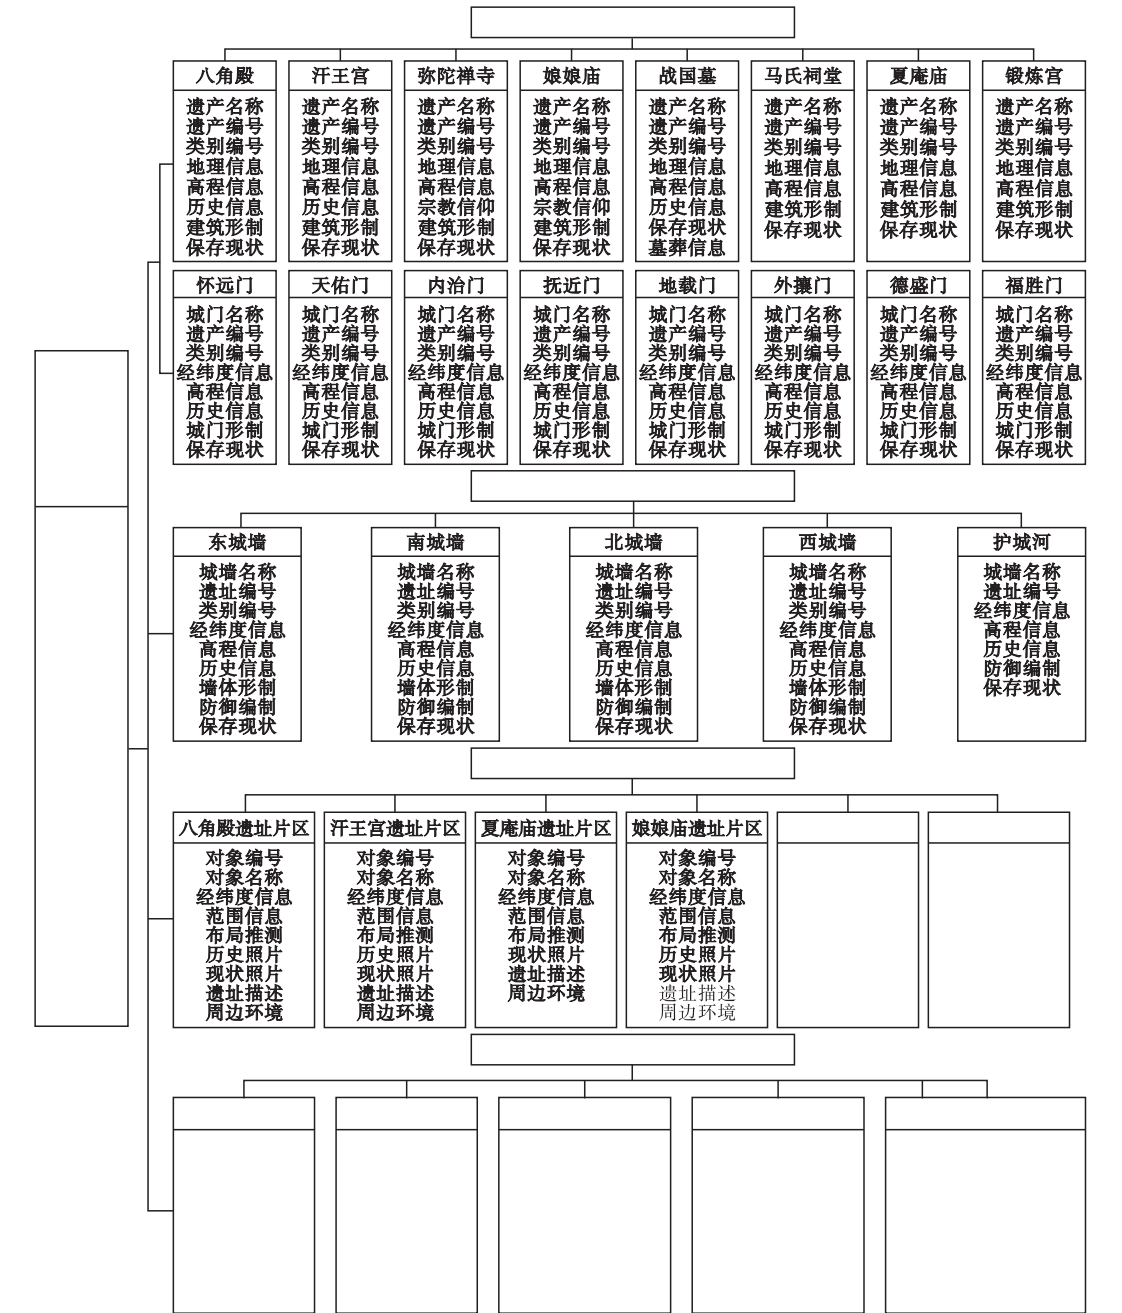 八角殿
遗产名称
遗产编号
类别编号
地理信息
高程信息
历史信息
建筑形制
保存现状
汗王宫
遗产名称
遗产编号
类别编号
地理信息
高程信息
历史信息
建筑形制
保存现状
弥陀禅寺
遗产名称
遗产编号
类别编号
地理信息
高程信息
宗教信仰
建筑形制
保存现状
娘娘庙
遗产名称
遗产编号
类别编号
地理信息
高程信息
宗教信仰
建筑形制
保存现状
战国墓
遗产名称
遗产编号
类别编号
地理信息
高程信息
历史信息
保存现状
墓葬信息
马氏祠堂
遗产名称
遗产编号
类别编号
地理信息
高程信息
建筑形制
保存现状
夏庵庙
遗产名称
遗产编号
类别编号
地理信息
高程信息
建筑形制
保存现状
锻炼宫
遗产名称
遗产编号
类别编号
地理信息
高程信息
建筑形制
保存现状
怀远门
城门名称
遗产编号
类别编号
经纬度信息
高程信息
历史信息
城门形制
保存现状
天佑门
城门名称
遗产编号
类别编号
经纬度信息
高程信息
历史信息
城门形制
保存现状
内治门
城门名称
遗产编号
类别编号
经纬度信息
高程信息
历史信息
城门形制
保存现状
抚近门
城门名称
遗产编号
类别编号
经纬度信息
高程信息
历史信息
城门形制
保存现状
地载门
城门名称
遗产编号
类别编号
经纬度信息
高程信息
历史信息
城门形制
保存现状
外攘门
城门名称
遗产编号
类别编号
经纬度信息
高程信息
历史信息
城门形制
保存现状
德盛门
城门名称
遗产编号
类别编号
经纬度信息
高程信息
历史信息
城门形制
保存现状
福胜门
城门名称
遗产编号
类别编号
经纬度信息
高程信息
历史信息
城门形制
保存现状
东城墙
城墙名称
遗址编号
类别编号
经纬度信息
高程信息
历史信息
墙体形制
防御编制
保存现状
南城墙
城墙名称
遗址编号
类别编号
经纬度信息
高程信息
历史信息
墙体形制
防御编制
保存现状
北城墙
城墙名称
遗址编号
类别编号
经纬度信息
高程信息
历史信息
墙体形制
防御编制
保存现状
西城墙
城墙名称
遗址编号
类别编号
经纬度信息
高程信息
历史信息
墙体形制
防御编制
保存现状
护城河
城墙名称
遗址编号
经纬度信息
高程信息
历史信息
防御编制
保存现状
八角殿遗址片区
对象编号
对象名称
经纬度信息
范围信息
布局推测
历史照片
现状照片
遗址描述
周边环境
汗王宫遗址片区
对象编号
对象名称
经纬度信息
范围信息
布局推测
历史照片
现状照片
遗址描述
周边环境
夏庵庙遗址片区
对象编号
对象名称
经纬度信息
范围信息
布局推测
现状照片
遗址描述
周边环境
娘娘庙遗址片区
对象编号
对象名称
经纬度信息
范围信息
布局推测
历史照片
现状照片
遗址描述
周边环境